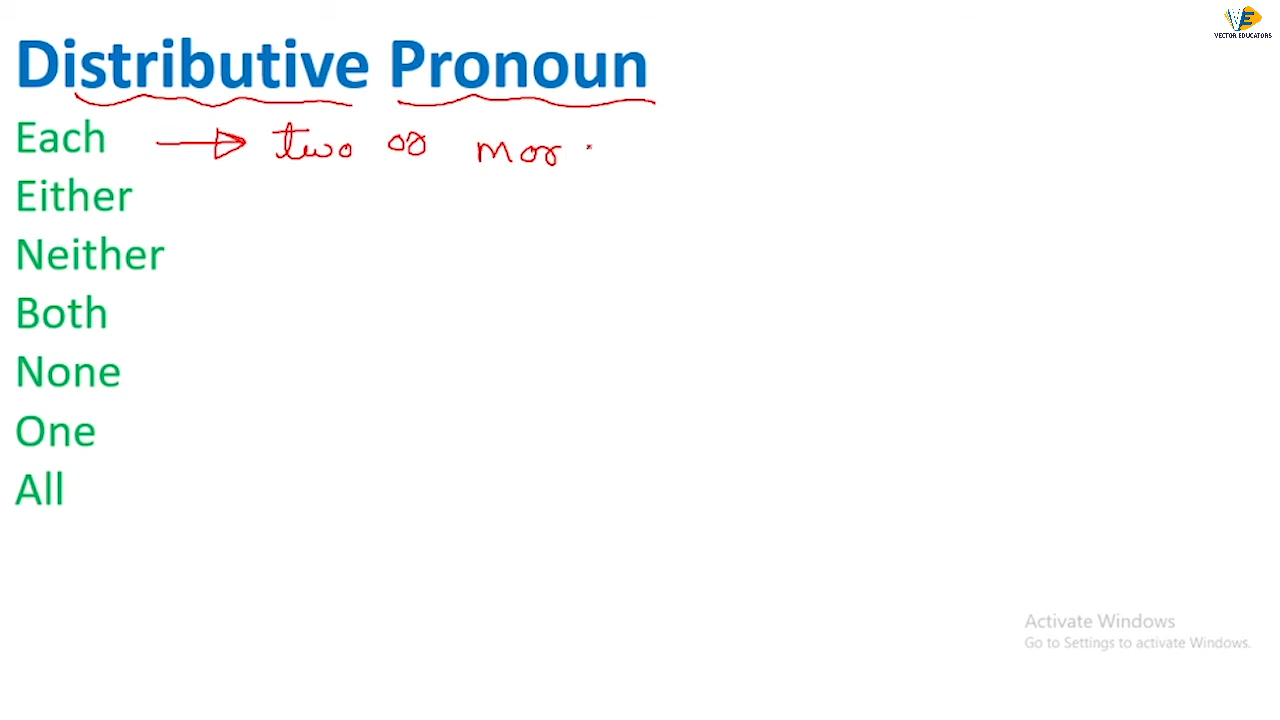 VECTOR EDUCATORS
Distributive Pronoun
Each → two or mor
Either
Neither
Both
None
One
All
Activate Windows
Go to Settings to activate Windows.